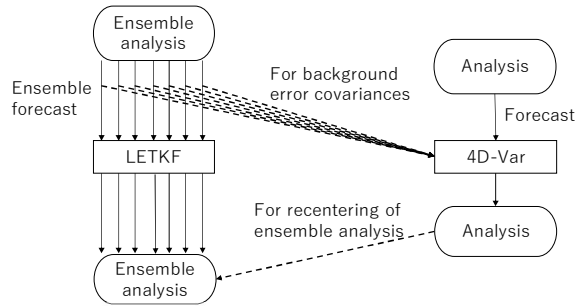 Ensemble
analysis
Ensemble
forecast
For background
error covariances
Analysis
Forecast
LETKF
4D-Var
For recentering of
ensemble analysis
Analysis
Ensemble
analysis